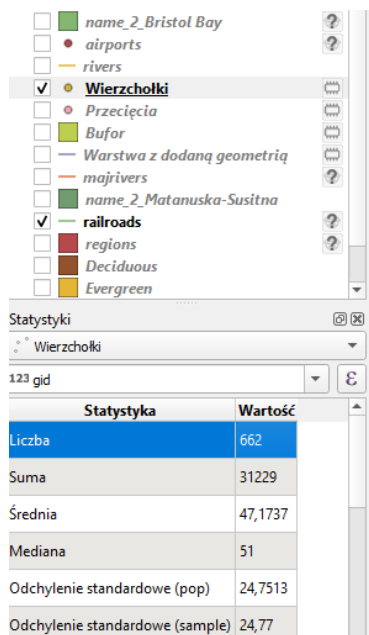 name_2_Bristol Bay
airports
rivers
Wierzchołki
Przecięcia
Bufor
Warstwa z dodaną geometrią
majrivers
name_2_Matanuska-Susitna
railroads
regions
Deciduous
Evergreen
Statystyki
Wierzchołki
123 gid
ε
Statystyka Wartość
Liczba 662
Suma 31229
Średnia 47,1737
Mediana 51
Odchylenie standardowe (pop) 24,7513
Odchylenie standardowe (sample) 24,77